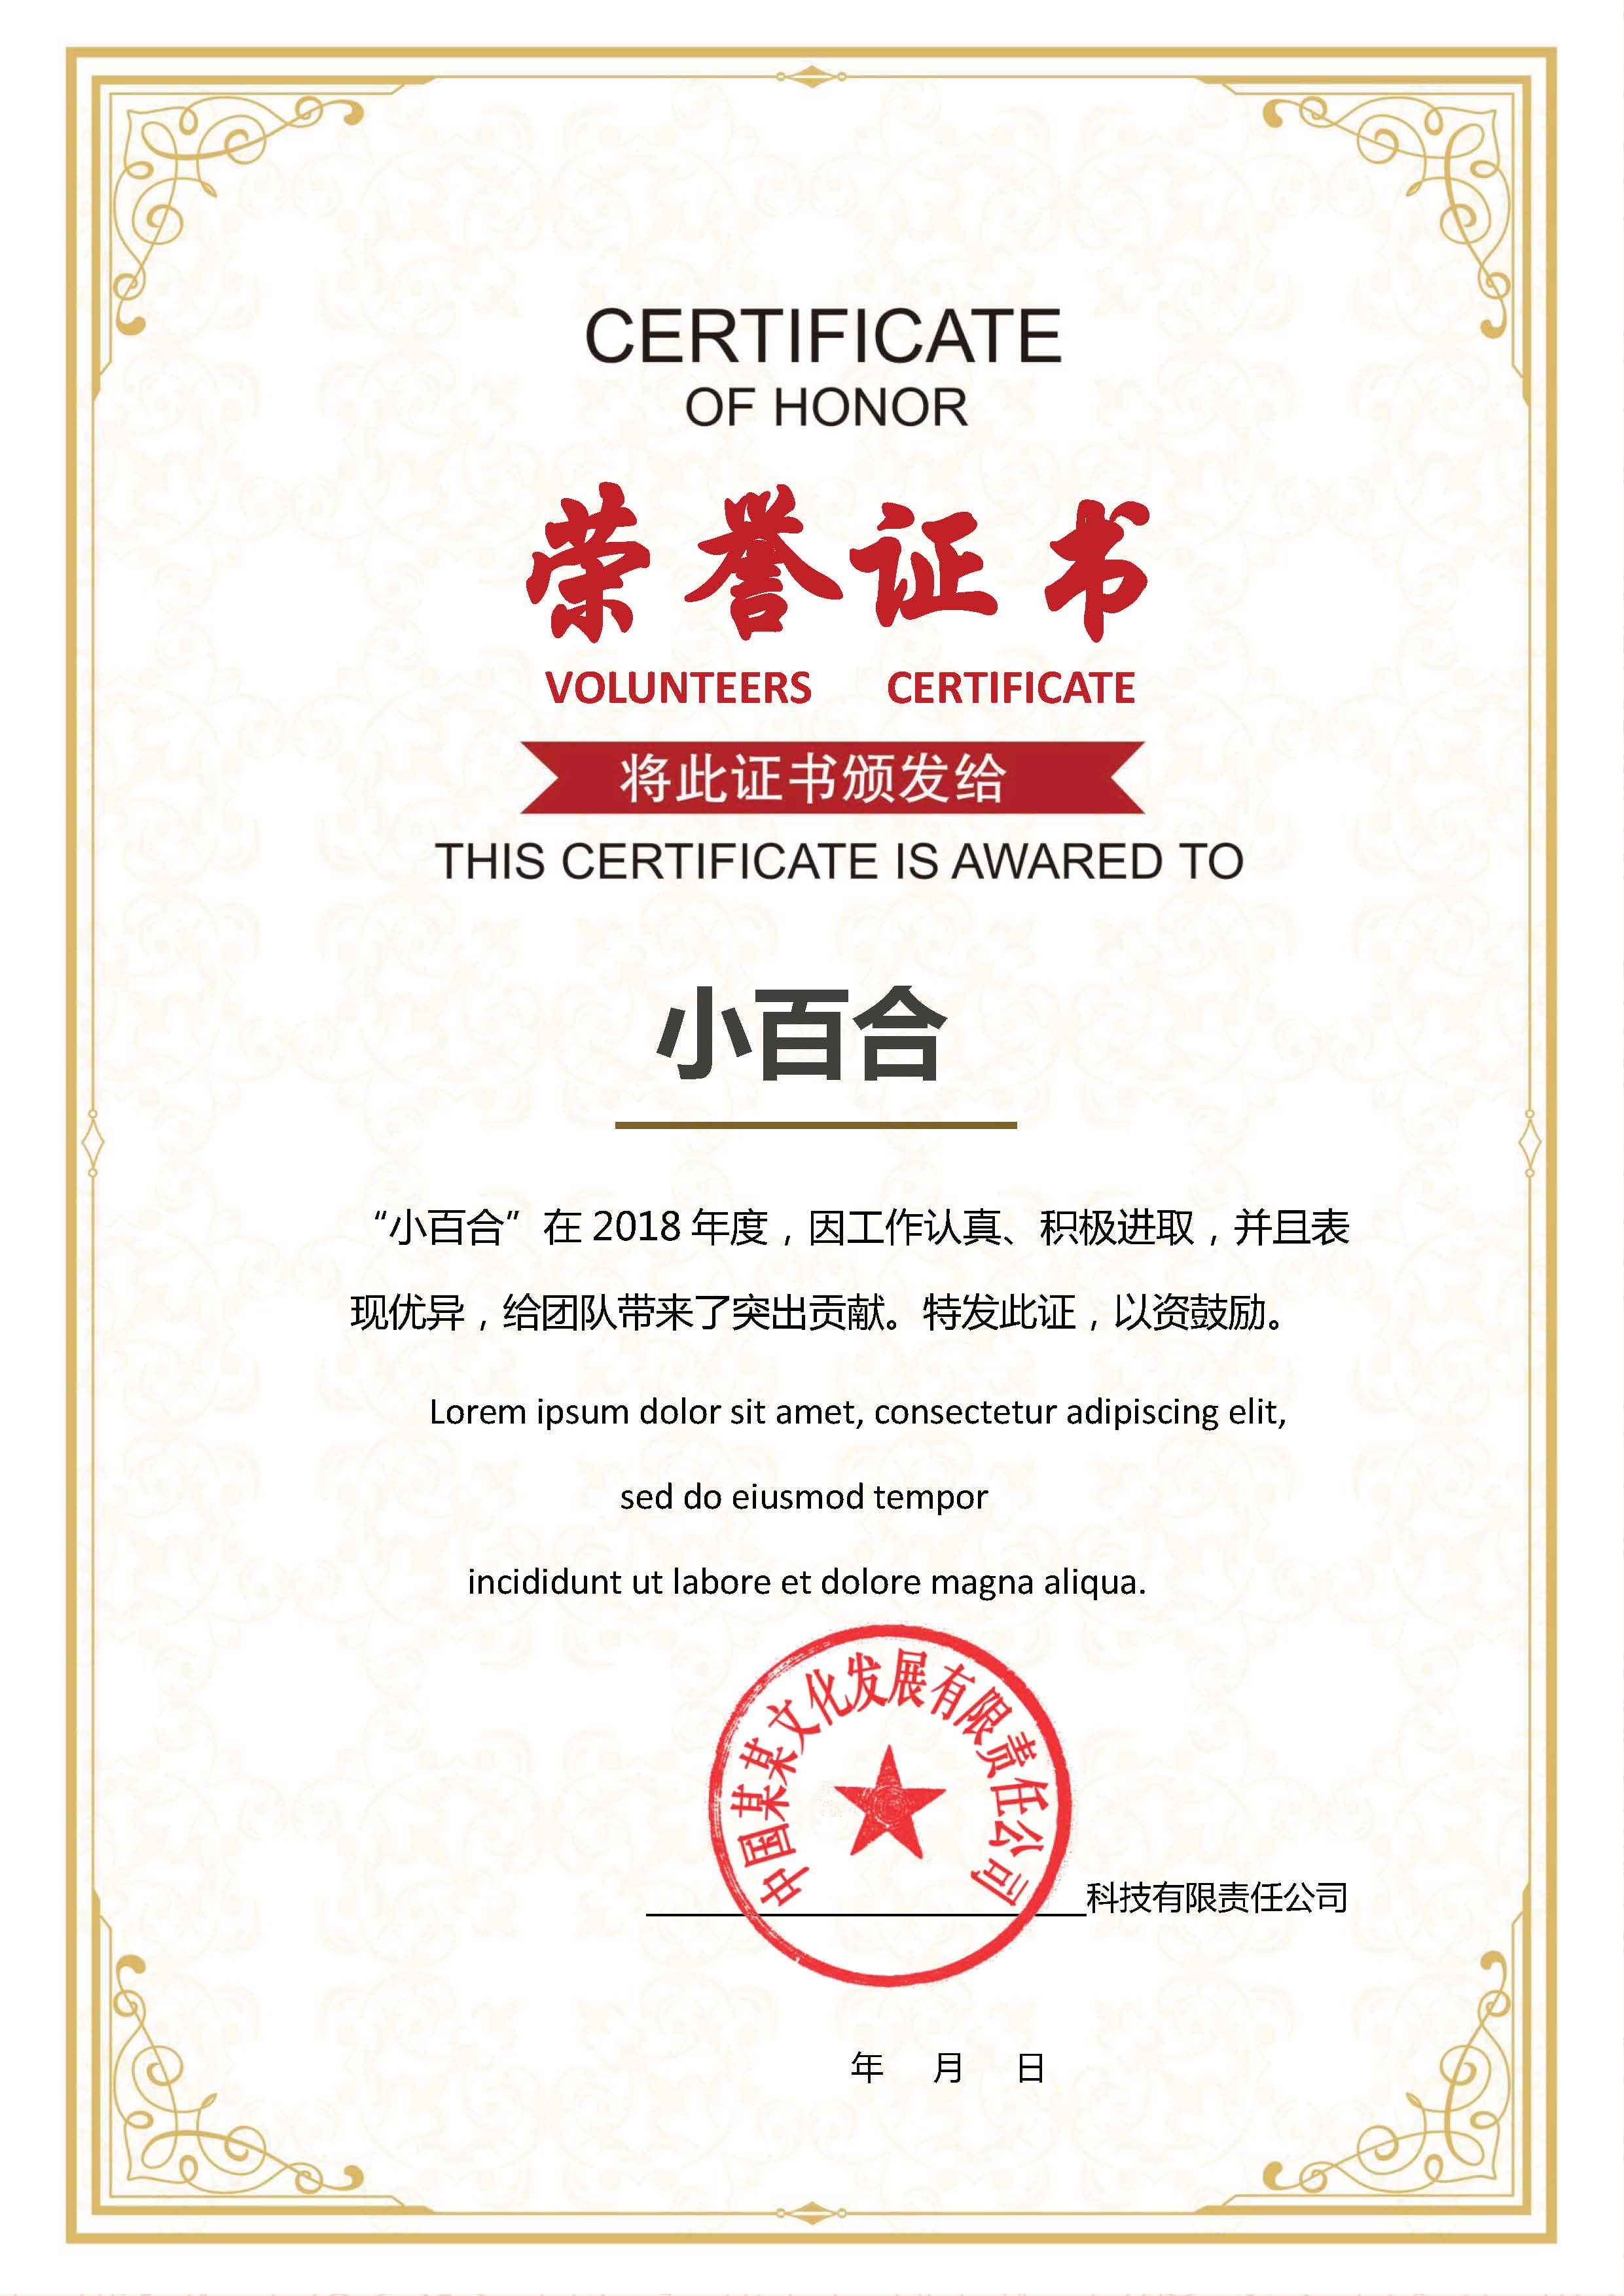 CERTIFICATE
OF HONOR
荣誉证书
VOLUNTEERS CERTIFICATE
将此证书颁发给
THIS CERTIFICATE IS AWARED TO
小百合
“小百合”在 2018 年度，因工作认真、积极进取，并且表
现优异，给团队带来了突出贡献。特发此证，以资鼓励。
Lorem ipsum dolor sit amet, consectetur adipiscing elit,
sed do eiusmod tempor
incididunt ut labore et dolore magna aliqua.
中国某某文化发展有限责任公司
科技有限责任公司
年 月 日